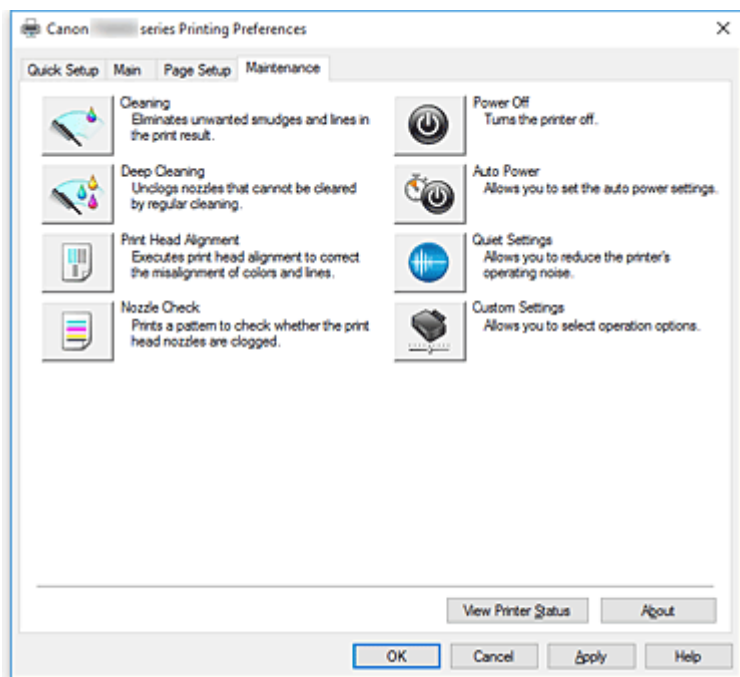 Canon series Printing Preferences
Quick Setup Main Page Setup Maintenance
Cleaning
Eliminates unwanted smudges and lines in
the print result.
Power Off
Turns the printer off.
Deep Cleaning
Unclogs nozzles that cannot be cleared
by regular cleaning.
Auto Power
Allows you to set the auto power settings.
Print Head Alignment
Executes print head alignment to correct
the misalignment of colors and lines.
Quiet Settings
Allows you to reduce the printer's
operating noise.
Nozzle Check
Prints a pattern to check whether the print
head nozzles are clogged.
Custom Settings
Allows you to select operation options.
View Printer Status About
OK Cancel Apply Help